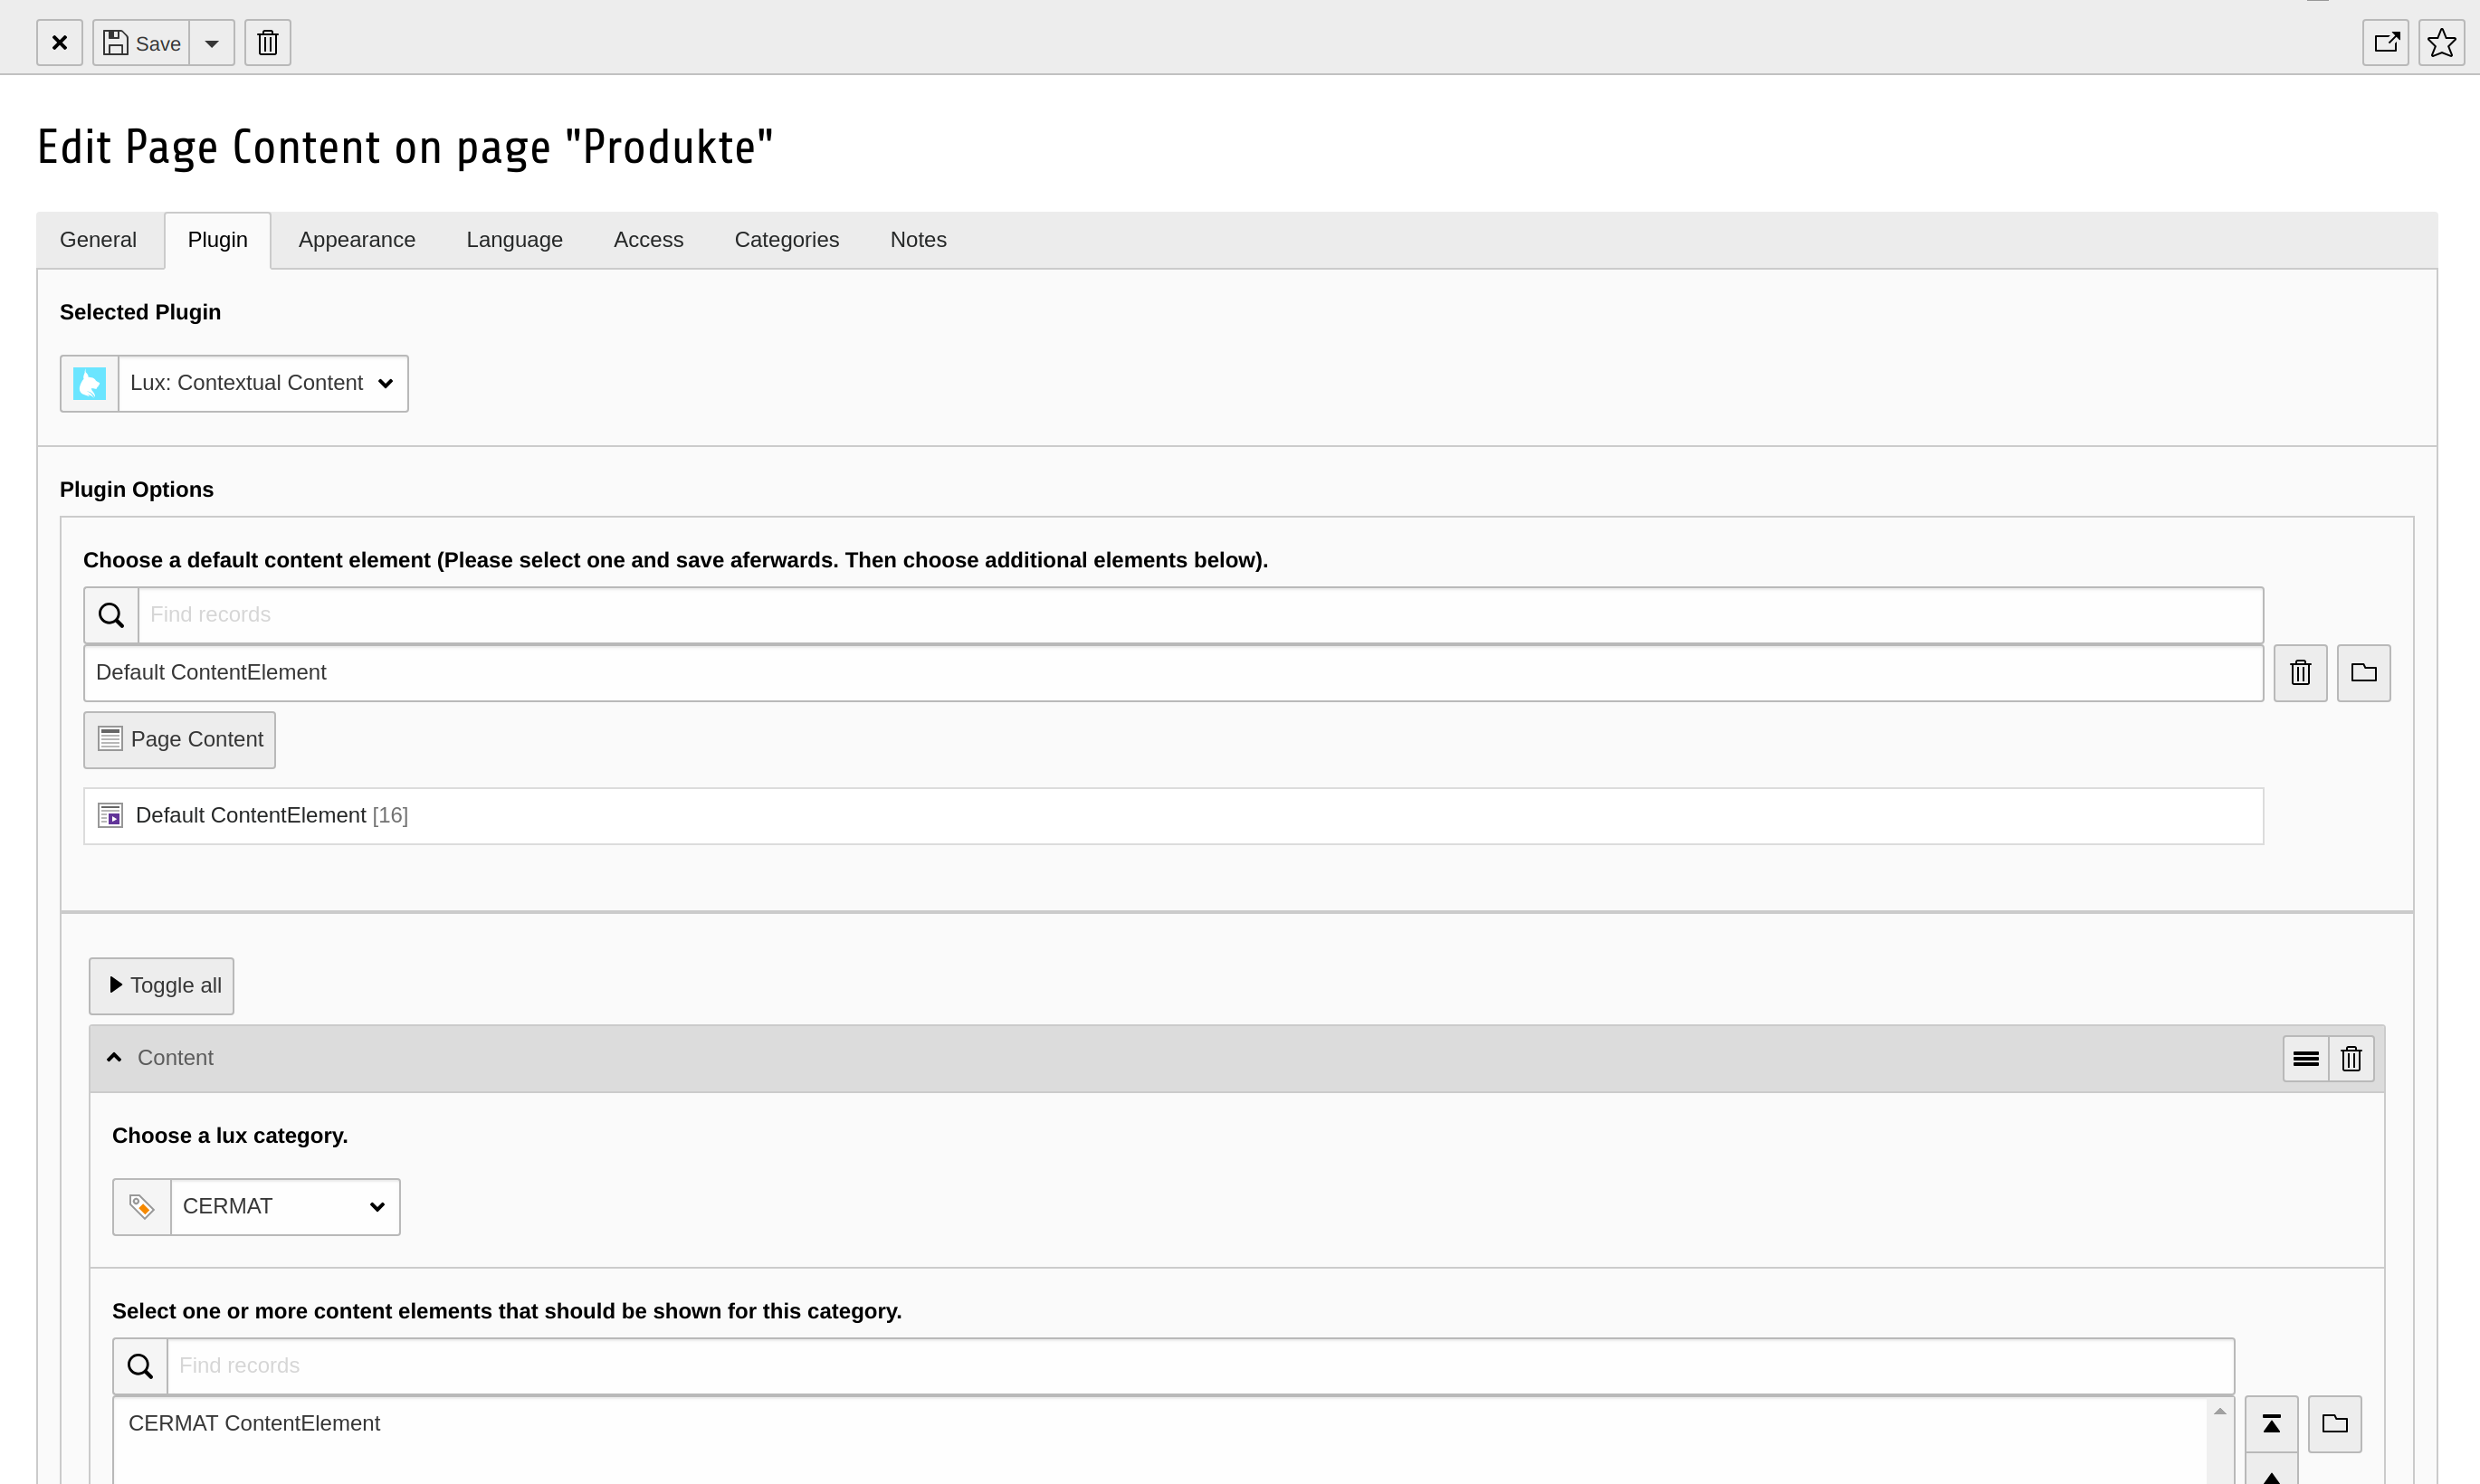 Save
Edit Page Content on page "Produkte"
General Plugin Appearance Language Access Categories Notes
Selected Plugin
Lux: Contextual Content
Plugin Options
Choose a default content element (Please select one and save aferwards. Then choose additional elements below).
Find records
Default ContentElement
Page Content
Default ContentElement [16]
Toggle all
Content
Choose a lux category.
CERMAT
Select one or more content elements that should be shown for this category.
Find records
CERMAT ContentElement